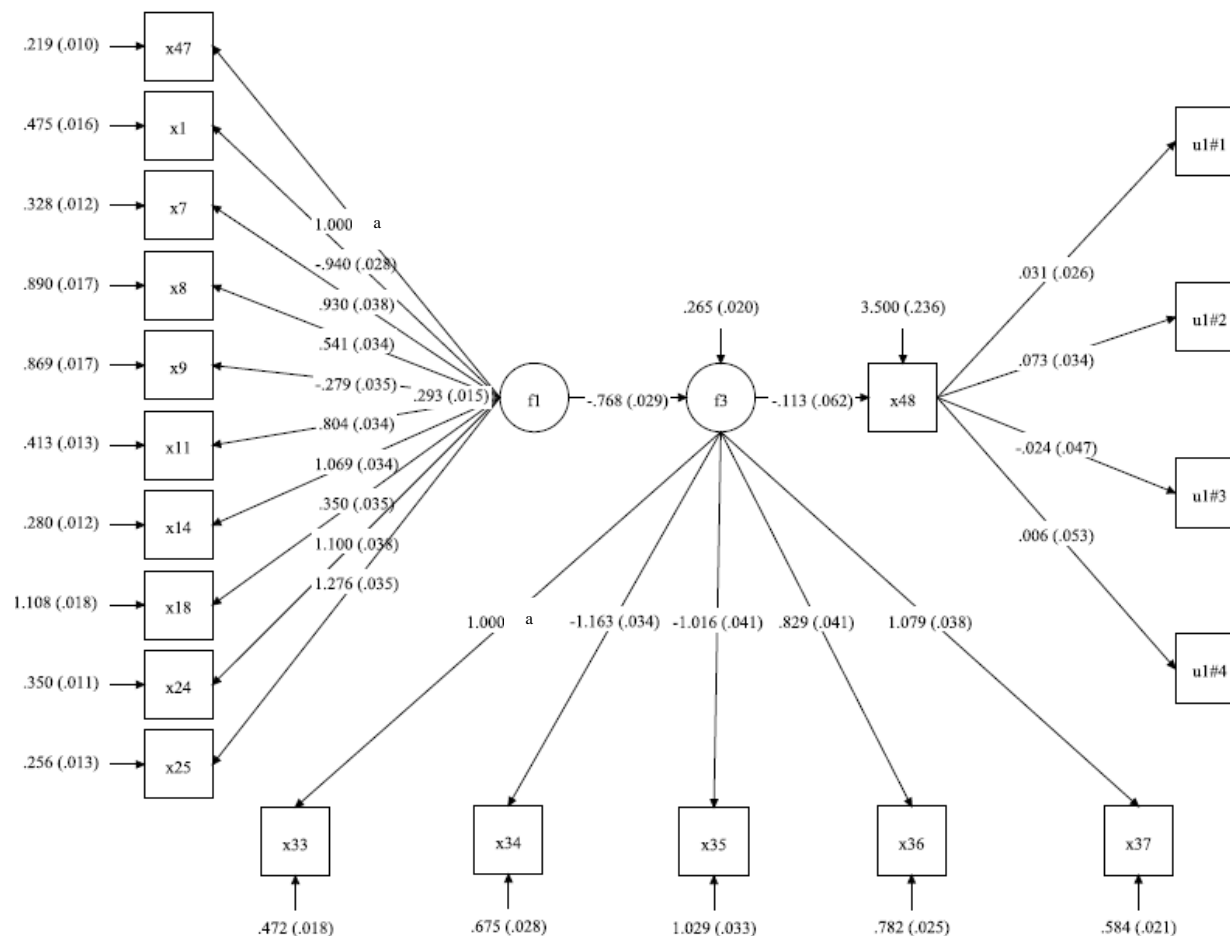 .219 (.010)
x47
.475 (.016)
x1
.328 (.012)
x7
.890 (.017)
x8
.869 (.017)
x9
.413 (.013)
x11
.280 (.012)
x14
1.108 (.018)
x18
.350 (.011)
x24
.256 (.013)
x25
1.000 a
-.940 (.028)
.930 (.038)
.541 (.034)
-.279 (.035)
.804 (.034)
1.069 (.034)
.350 (.035)
1.100 (.038)
1.276 (.035)
.293 (.015)
f1
-.768 (.029)
.265 (.020)
f3
-.113 (.062)
3.500 (.236)
x48
.031 (.026)
.073 (.034)
-.024 (.047)
.006 (.053)
u1#1
u1#2
u1#3
u1#4
1.000 a
-1.163 (.034)
-1.016 (.041)
.829 (.041)
1.079 (.038)
x33
x34
x35
x36
x37
.472 (.018)
.675 (.028)
1.029 (.033)
.782 (.025)
.584 (.021)